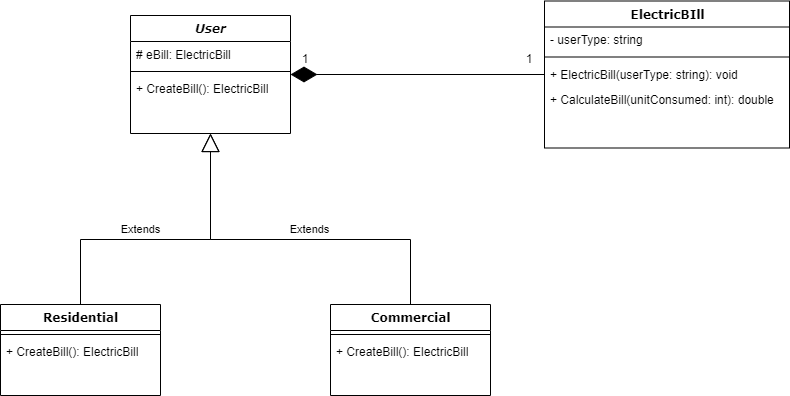 User
# eBill: ElectricBill
+ CreateBill(): ElectricBill
1
1
ElectricBIll
- userType: string
+ ElectricBill(userType: string): void
+ CalculateBill(unitConsumed: int): double
Extends
Extends
Residential
+ CreateBill(): ElectricBill
Commercial
+ CreateBill(): ElectricBill